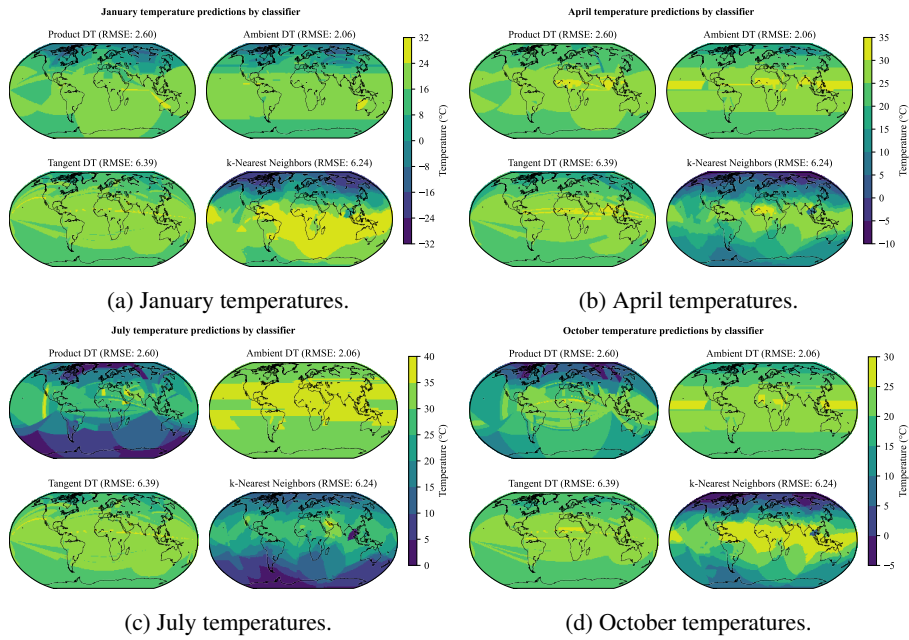 January temperature predictions by classifier
Product DT (RMSE: 2.60)
Ambient DT (RMSE: 2.06)
Tangent DT (RMSE: 6.39)
k-Nearest Neighbors (RMSE: 6.24)
32
24
16
8
0
−8
−16
−24
−32
Temperature (°C)
(a) January temperatures.
April temperature predictions by classifier
Product DT (RMSE: 2.60)
Ambient DT (RMSE: 2.06)
Tangent DT (RMSE: 6.39)
k-Nearest Neighbors (RMSE: 6.24)
35
30
25
20
15
10
5
0
−5
−10
Temperature (°C)
(b) April temperatures.
July temperature predictions by classifier
Product DT (RMSE: 2.60)
Ambient DT (RMSE: 2.06)
Tangent DT (RMSE: 6.39)
k-Nearest Neighbors (RMSE: 6.24)
40
35
30
25
20
15
10
5
0
Temperature (°C)
(c) July temperatures.
October temperature predictions by classifier
Product DT (RMSE: 2.60)
Ambient DT (RMSE: 2.06)
Tangent DT (RMSE: 6.39)
k-Nearest Neighbors (RMSE: 6.24)
30
25
20
15
10
5
0
−5
Temperature (°C)
(d) October temperatures.